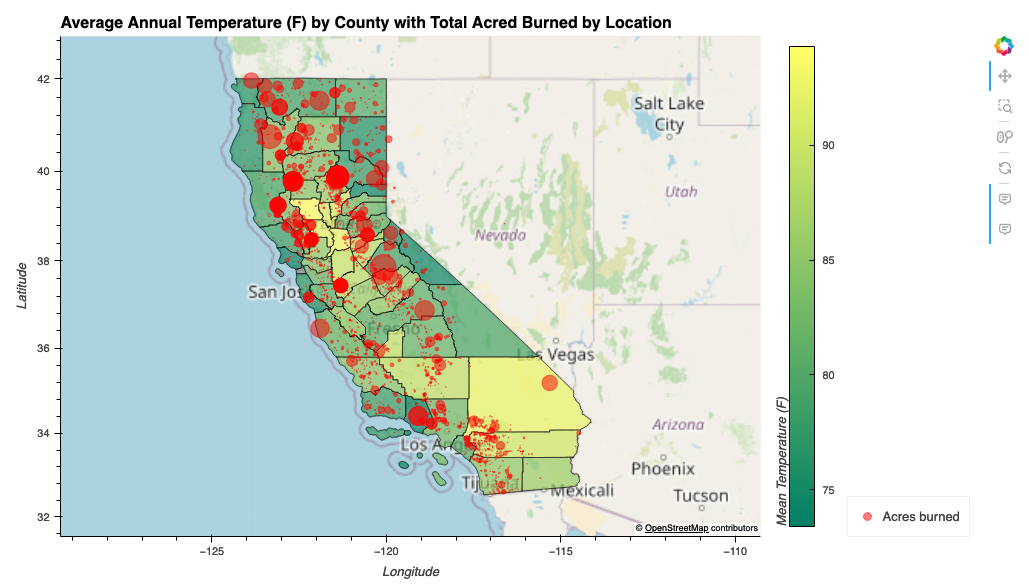 Average Annual Temperature (F) by County with Total Acred Burned by Location
42
40
38
36
34
32
Latitude
−125
−120
−115
−110
Longitude
Salt Lake
City
Utah
Nevada
San Jo
Fresno
Las Vegas
Los Ang
Arizona
Phoenix
Tucson
Mexicali
© OpenStreetMap contributors
90
85
80
75
Mean Temperature (F)
Acres burned